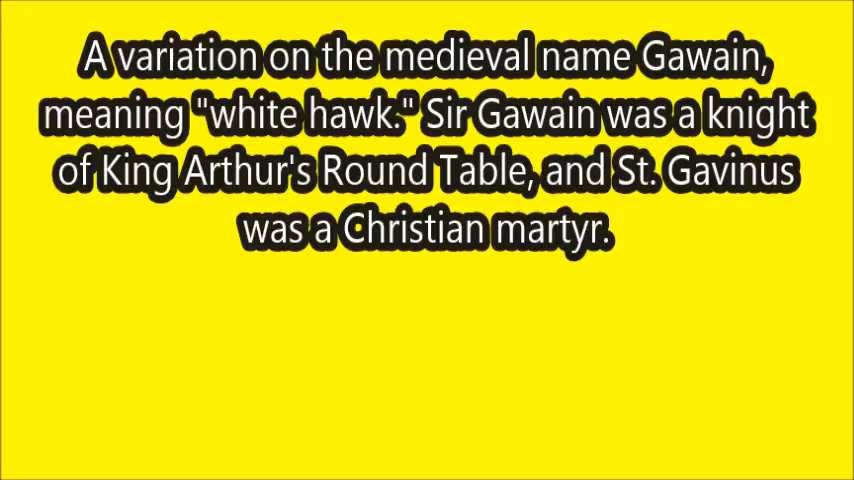 A variation on the medieval name Gawain,
meaning "white hawk." Sir Gawain was a knight
of King Arthur's Round Table, and St. Gavinus
was a Christian martyr.